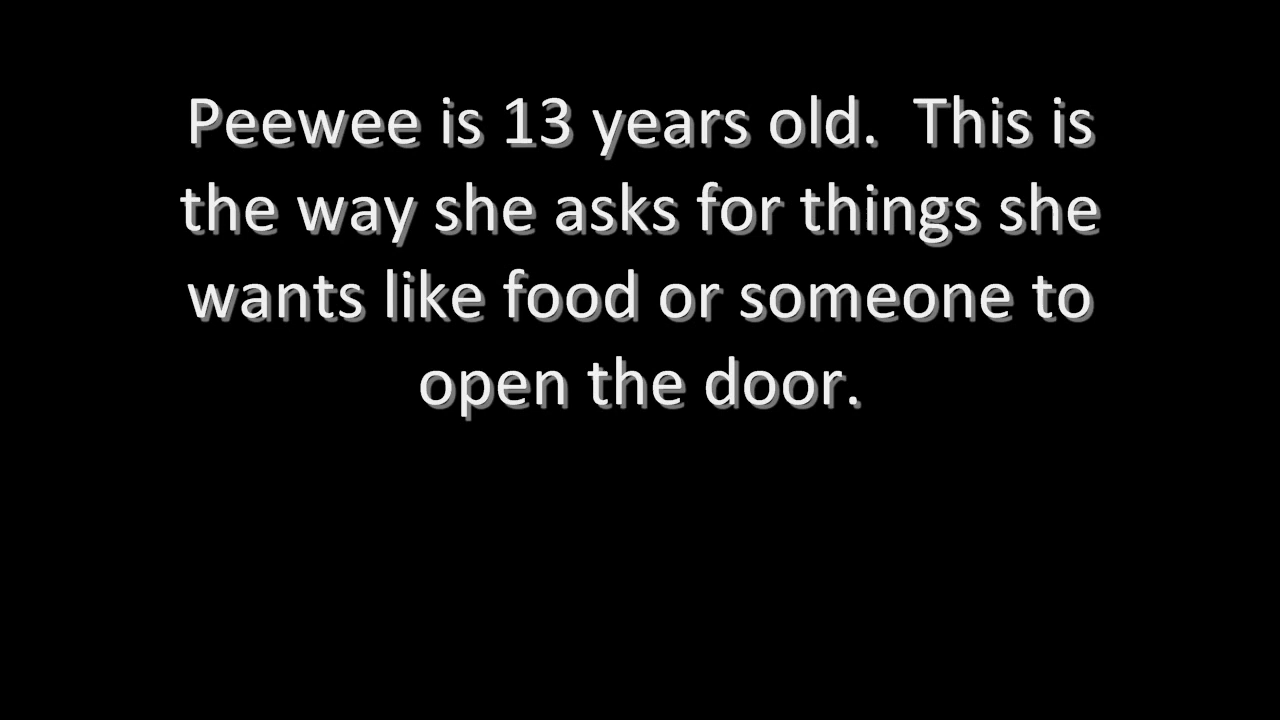 Peewee is 13 years old.  This is
the way she asks for things she
wants like food or someone to
open the door.